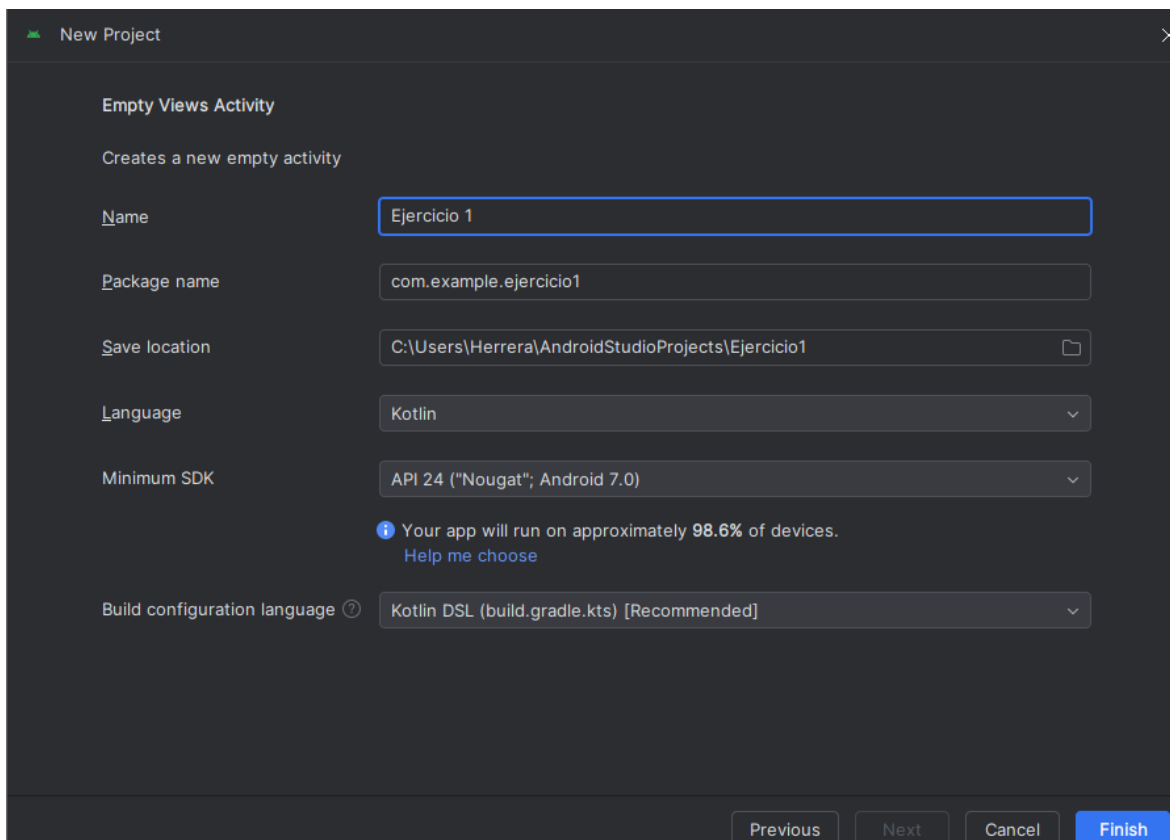 New Project
Empty Views Activity
Creates a new empty activity
Name
Ejercicio 1
Package name
com.example.ejercicio1
Save location
C:\Users\Herrera\AndroidStudioProjects\Ejercicio1
Language
Kotlin
Minimum SDK
API 24 ("Nougat"; Android 7.0)
Your app will run on approximately 98.6% of devices.
Help me choose
Build configuration language
Kotlin DSL (build.gradle.kts) [Recommended]
Previous
Next
Cancel
Finish